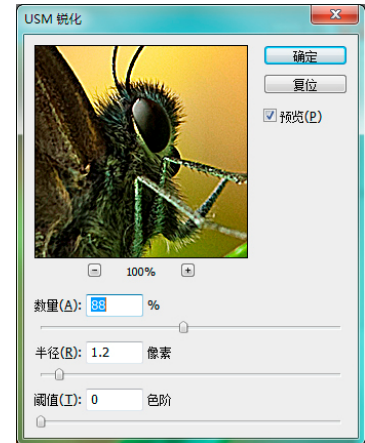 USM 锐化
确定
复位
预览(P)
100%
数量(A): 88 %
半径(R): 1.2 像素
阈值(T): 0 色阶